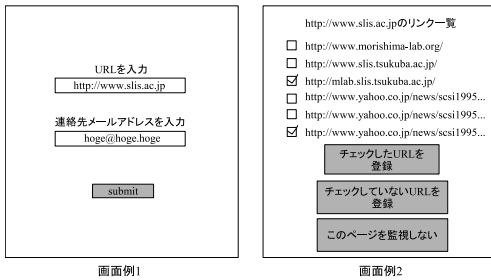 URLを入力
http://www.slis.ac.jp
連絡先メールアドレスを入力
hoge@hoge.hoge
submit
画面例1
http://www.slis.ac.jpのリンク一覧
http://www.morishima-lab.org/
http://www.slis.tsukuba.ac.jp/
http://mlab.slis.tsukuba.ac.jp/
http://www.yahoo.co.jp/news/scsi1995...
http://www.yahoo.co.jp/news/scsi1995...
http://www.yahoo.co.jp/news/scsi1995...
チェックしたURLを
登録
チェックしていないURLを
登録
このページを監視しない
画面例2